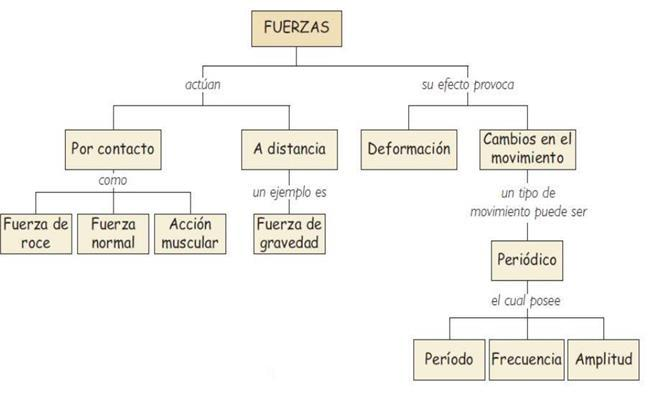 FUERZAS
actúan
su efecto provoca
Por contacto
A distancia
Deformación
Cambios en el
movimiento
como
un ejemplo es
un tipo de
movimiento puede ser
Fuerza de
roce
Fuerza
normal
Acción
muscular
Fuerza de
gravedad
Periódico
el cual posee
Período
Frecuencia
Amplitud